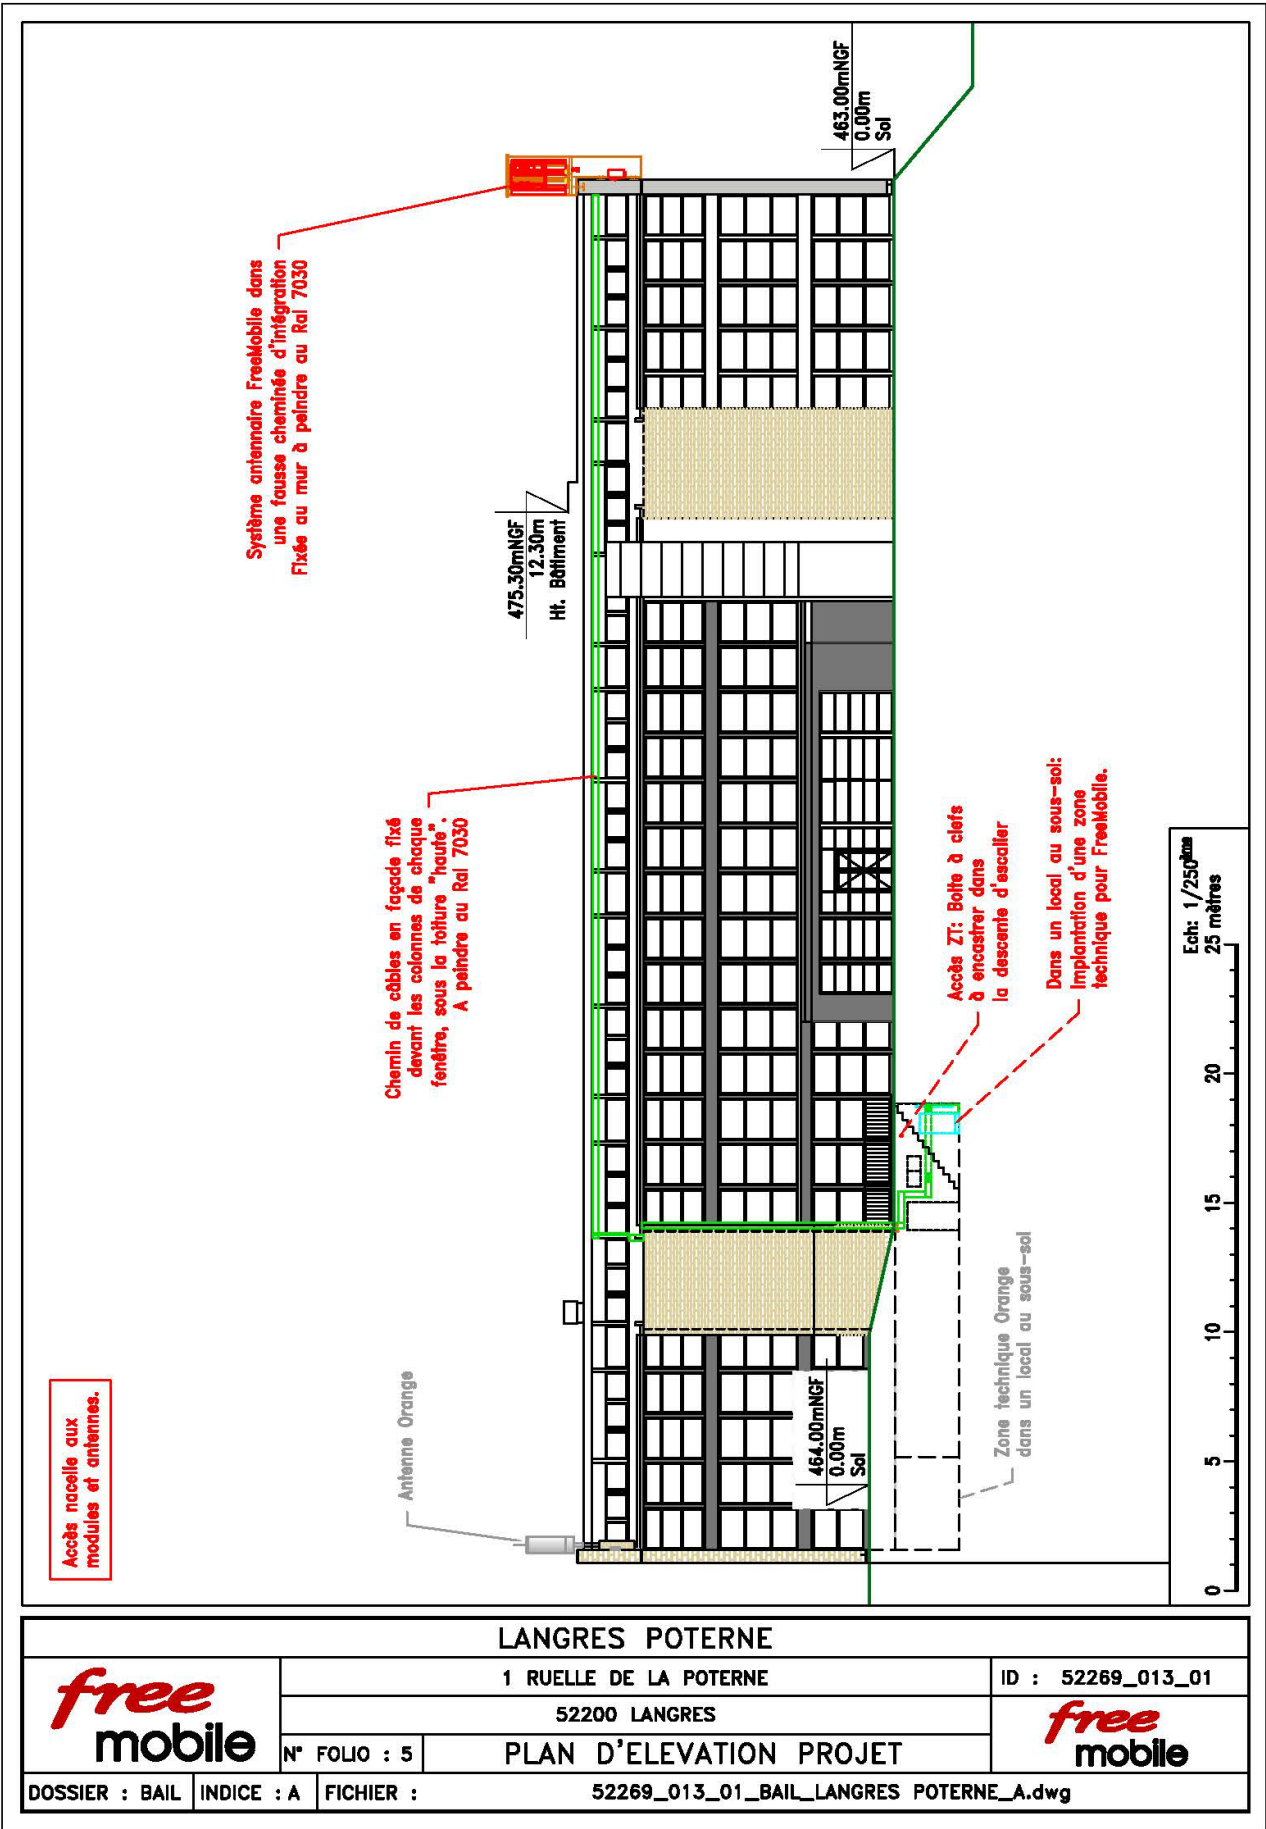 Accès nacelle aux
modules et antennes.
Antenne Orange
Chemin de câbles en façade fixé
devant les colonnes de chaque
fenêtre, sous la toiture "haute".
A peindre au Ral 7030
Système antennaire FreeMobile dans
une fausse cheminée d'intégration
Fixée au mur à peindre au Ral 7030
475.30mNGF
12.30m
Ht. Bâtiment
463.00mNGF
0.00m
Sol
464.00mNGF
0.00m
Sol
Zone technique Orange
dans un local au sous-sol
Accès ZT: Boite à clefs
à encastrer dans
la descente d'escalier
Dans un local au sous-sol:
Implantation d'une zone
technique pour FreeMobile.
Ech: 1/250ème
0 5 10 15 20 25 mètres
LANGRES POTERNE
free
mobile
1 RUELLE DE LA POTERNE
ID : 52269_013_01
52200 LANGRES
free
mobile
N° FOLIO : 5
PLAN D'ELEVATION PROJET
DOSSIER : BAIL
INDICE : A
FICHIER :
52269_013_01_BAIL_LANGRES POTERNE_A.dwg